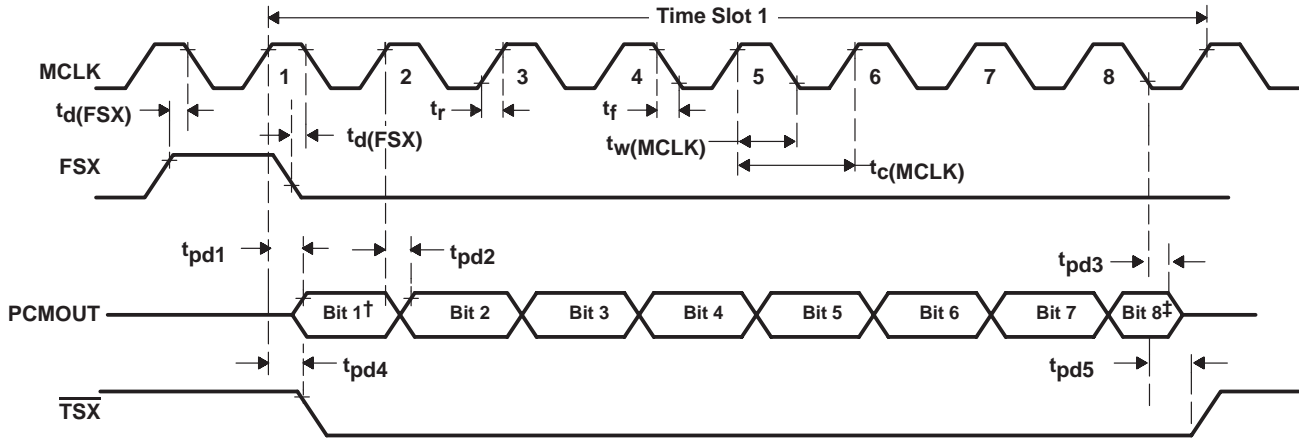 Time Slot 1
MCLK
1 2 3 4 5 6 7 8
td(FSX)
td(FSX)
tr
tf
tw(MCLK)
tc(MCLK)
FSX
tpd1
tpd2
tpd3
PCMOUT
Bit 1† Bit 2 Bit 3 Bit 4 Bit 5 Bit 6 Bit 7 Bit 8‡
tpd4
tpd5
T̅S̅X̅